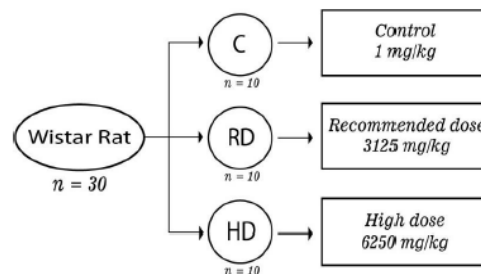 C
n = 10
Control
1 mg/kg
Wistar Rat
n = 30
RD
n = 10
Recommended dose
3125 mg/kg
HD
n = 10
High dose
6250 mg/kg